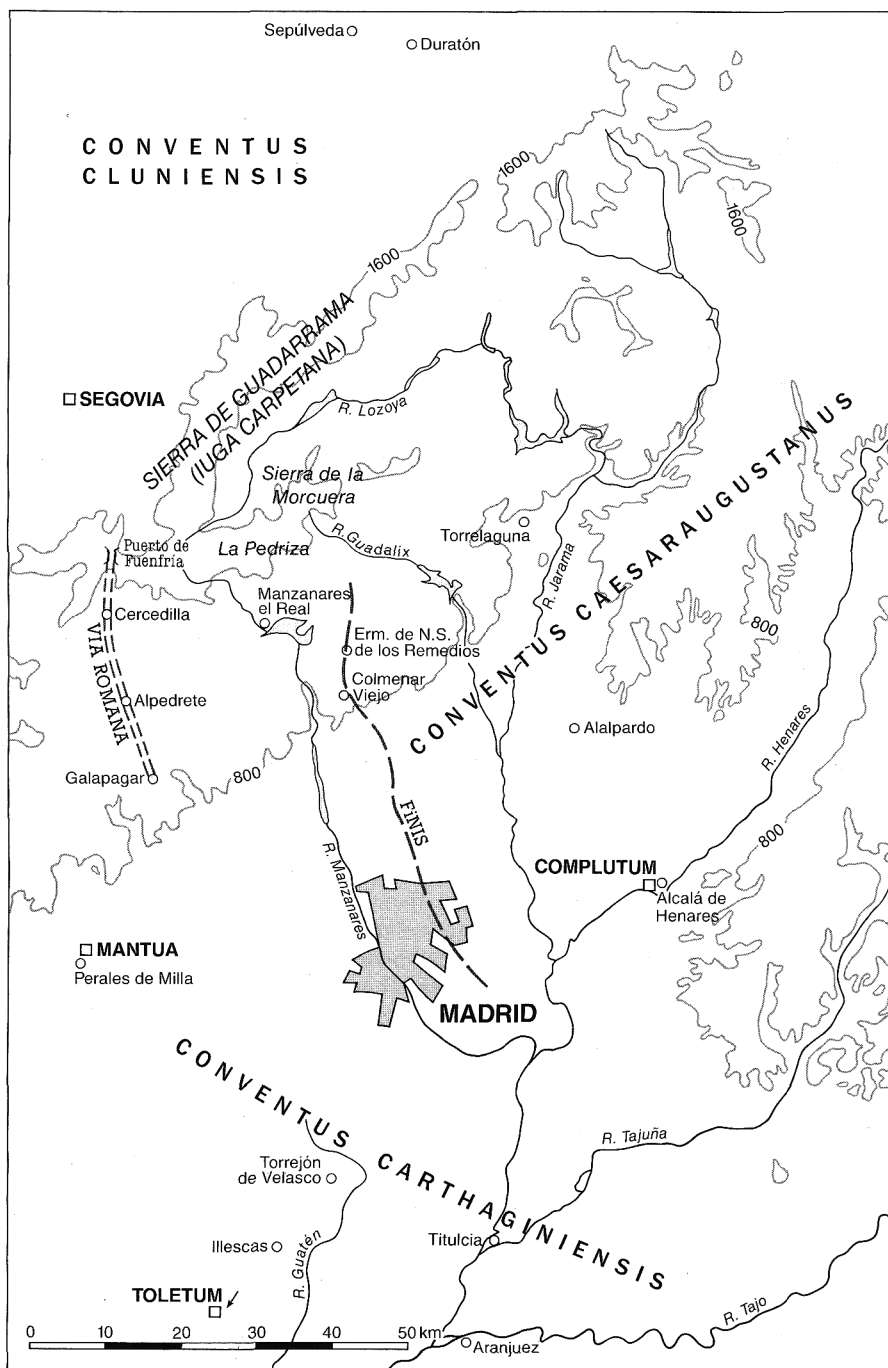 Sepúlveda
Duratón
CONVENTUS
CLUNIENSIS
1600
1600
1600
SIERRA DE GUADARRAMA
(IUGA CARPETANA)
SEGOVIA
R. Lozoya
Sierra de la
Morcuera
Torrelaguna
R. Guadalix
La Pedriza
Puerto de
Fuenfría
R. Jarama
CONVENTUS CAESARAUGUSTANUS
Manzanares
el Real
Cercedilla
Erm. de N.S.
de los Remedios
800
VIA ROMANA
Colmenar
Viejo
Alpedrete
Alalpardo
R. Henares
Galapagar
800
FiNIS
800
R. Manzanares
COMPLUTUM
Alcalá de
Henares
MANTUA
Perales de Milla
MADRID
CONVENTUS CARTHAGINIENSIS
R. Tajuña
Torrejón
de Velasco
Titulcia
Illescas
R. Guatén
TOLETUM
R. Tajo
0 10 20 30 40 50 km
Aranjuez